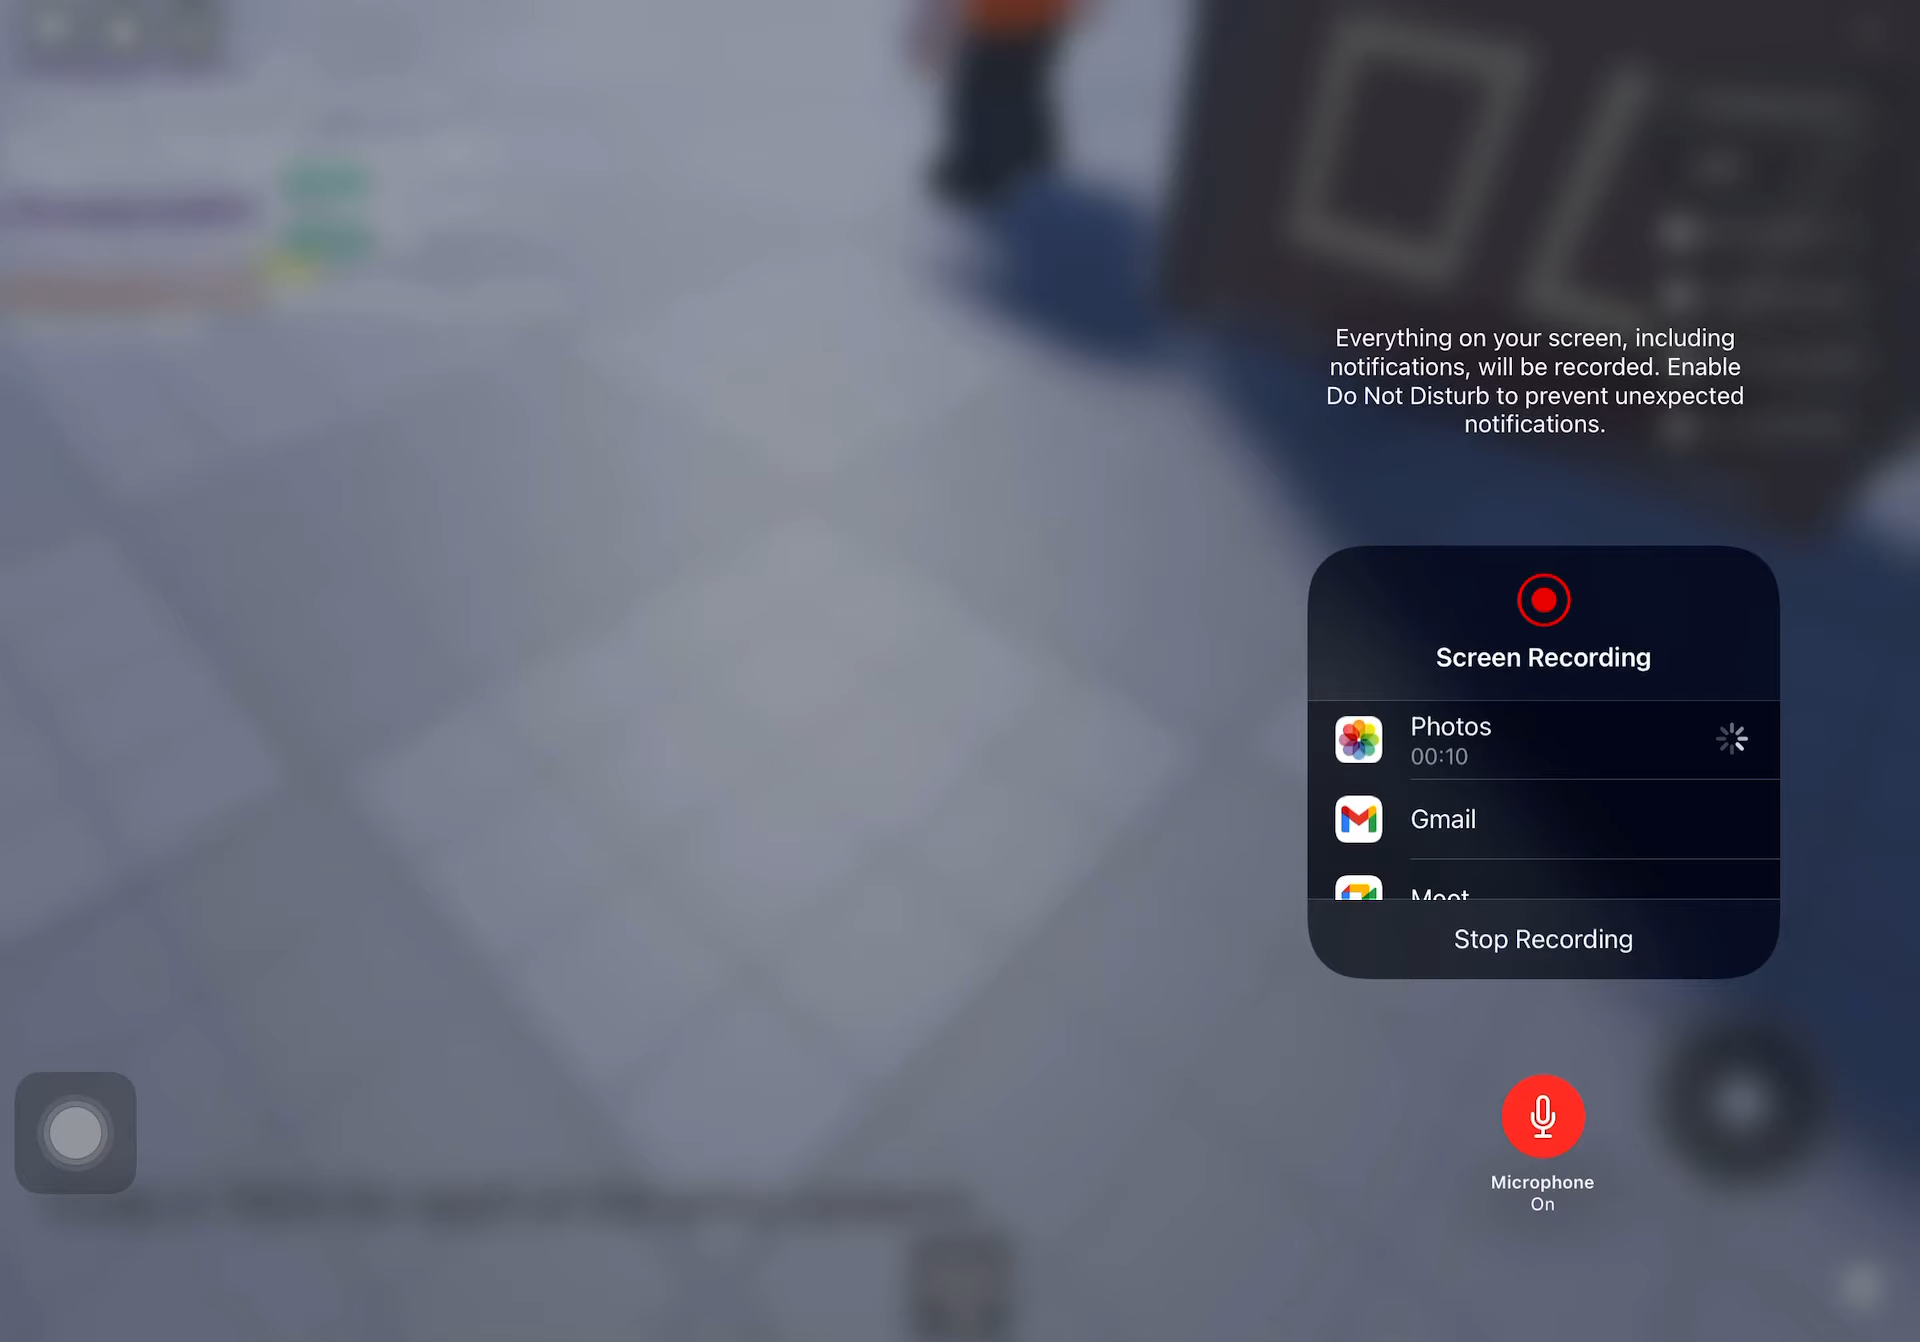 Everything on your screen, including
notifications, will be recorded. Enable
Do Not Disturb to prevent unexpected
notifications.
Screen Recording
Photos
00:10
Gmail
Meet
Stop Recording
Microphone
On